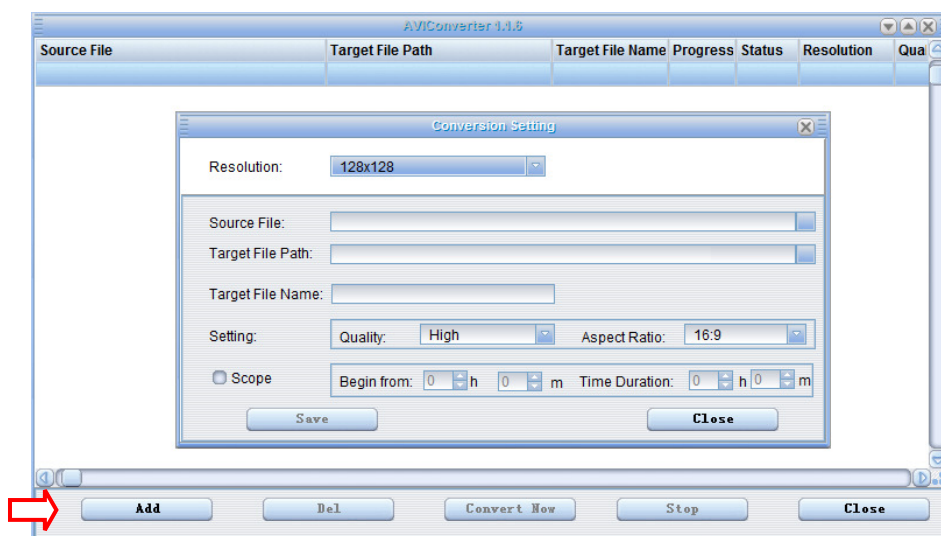 AVIConverter 1.1.6
Source File Target File Path Target File Name Progress Status Resolution Qua
Conversion Setting
Resolution: 128x128
Source File:
Target File Path:
Target File Name:
Setting: Quality: High Aspect Ratio: 16:9
Scope Begin from: 0 h 0 m Time Duration: 0 h 0 m
Save Close
Add Del Convert Now Stop Close